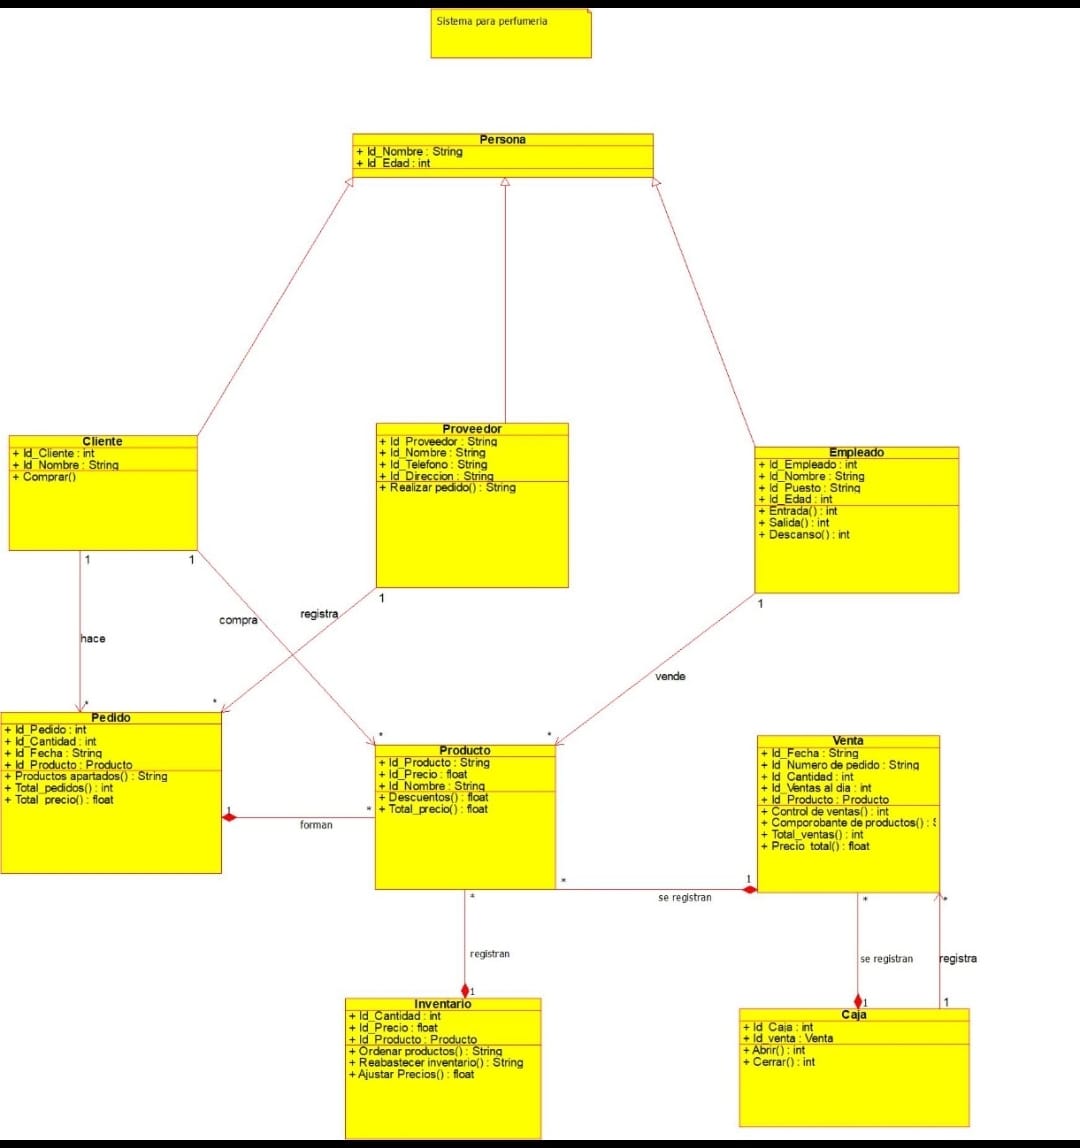 Sistema para perfumeria
Persona
+ Id_Nombre : String
+ Id_Edad : int
Cliente
+ Id_Cliente : int
+ Id_Nombre : String
+ Comprar()
Proveedor
+ Id_Proveedor : String
+ Id_Nombre : String
+ Id_Telefono : String
+ Id_Direccion : String
+ Realizar pedido() : String
Empleado
+ Id_Empleado : int
+ Id_Nombre : String
+ Id_Puesto : String
+ Id_Edad : int
+ Entrada() : int
+ Salida() : int
+ Descanso() : int
1
1
1
1
compra
registra
hace
vende
*
*
*
*
Pedido
+ Id_Pedido : int
+ Id_Cantidad : int
+ Id_Fecha : String
+ Id_Producto : Producto
+ Productos apartados() : String
+ Total_pedidos() : int
+ Total_precio() : float
1
*
forman
Producto
+ Id_Producto : String
+ Id_Precio : float
+ Id_Nombre : String
+ Descuentos() : float
+ Total_precio() : float
Venta
+ Id_Fecha : String
+ Id_Numero de pedido : String
+ Id_Cantidad : int
+ Id_Ventas al dia : int
+ Id_Producto : Producto
+ Control de ventas() : int
+ Comporobante de productos() :
+ Total_ventas() : int
+ Precio_total() : float
*
1
se registran
*
registran
1
*
se registran
1
*
registra
1
Inventario
+ Id_Cantidad : int
+ Id_Precio : float
+ Id_Producto : Producto
+ Ordenar productos() : String
+ Reabastecer inventario() : String
+ Ajustar Precios() : float
Caja
+ Id_Caja : int
+ Id_venta : Venta
+ Abrir() : int
+ Cerrar() : int